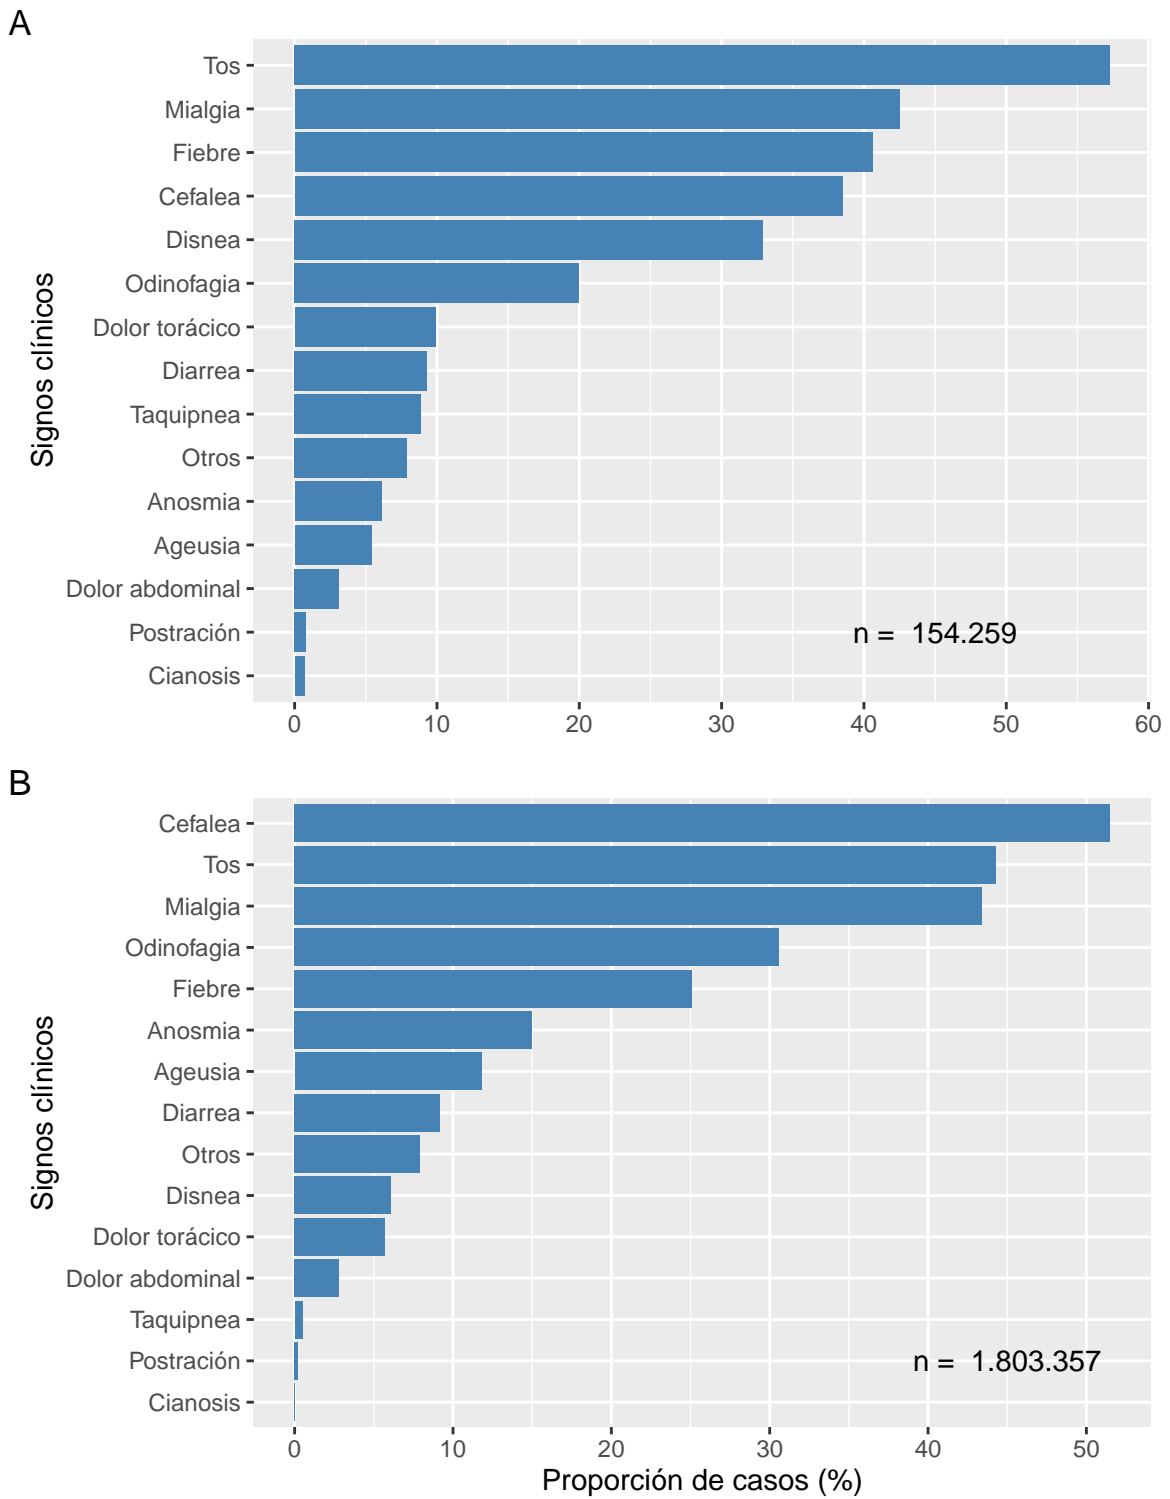 A
Signos clínicos
Tos
Mialgia
Fiebre
Cefalea
Disnea
Odinofagia
Dolor torácico
Diarrea
Taquipnea
Otros
Anosmia
Ageusia
Dolor abdominal
Postración
Cianosis
n = 154.259
0 10 20 30 40 50 60
B
Signos clínicos
Cefalea
Tos
Mialgia
Odinofagia
Fiebre
Anosmia
Ageusia
Diarrea
Otros
Disnea
Dolor torácico
Dolor abdominal
Taquipnea
Postración
Cianosis
n = 1.803.357
0 10 20 30 40 50
Proporción de casos (%)